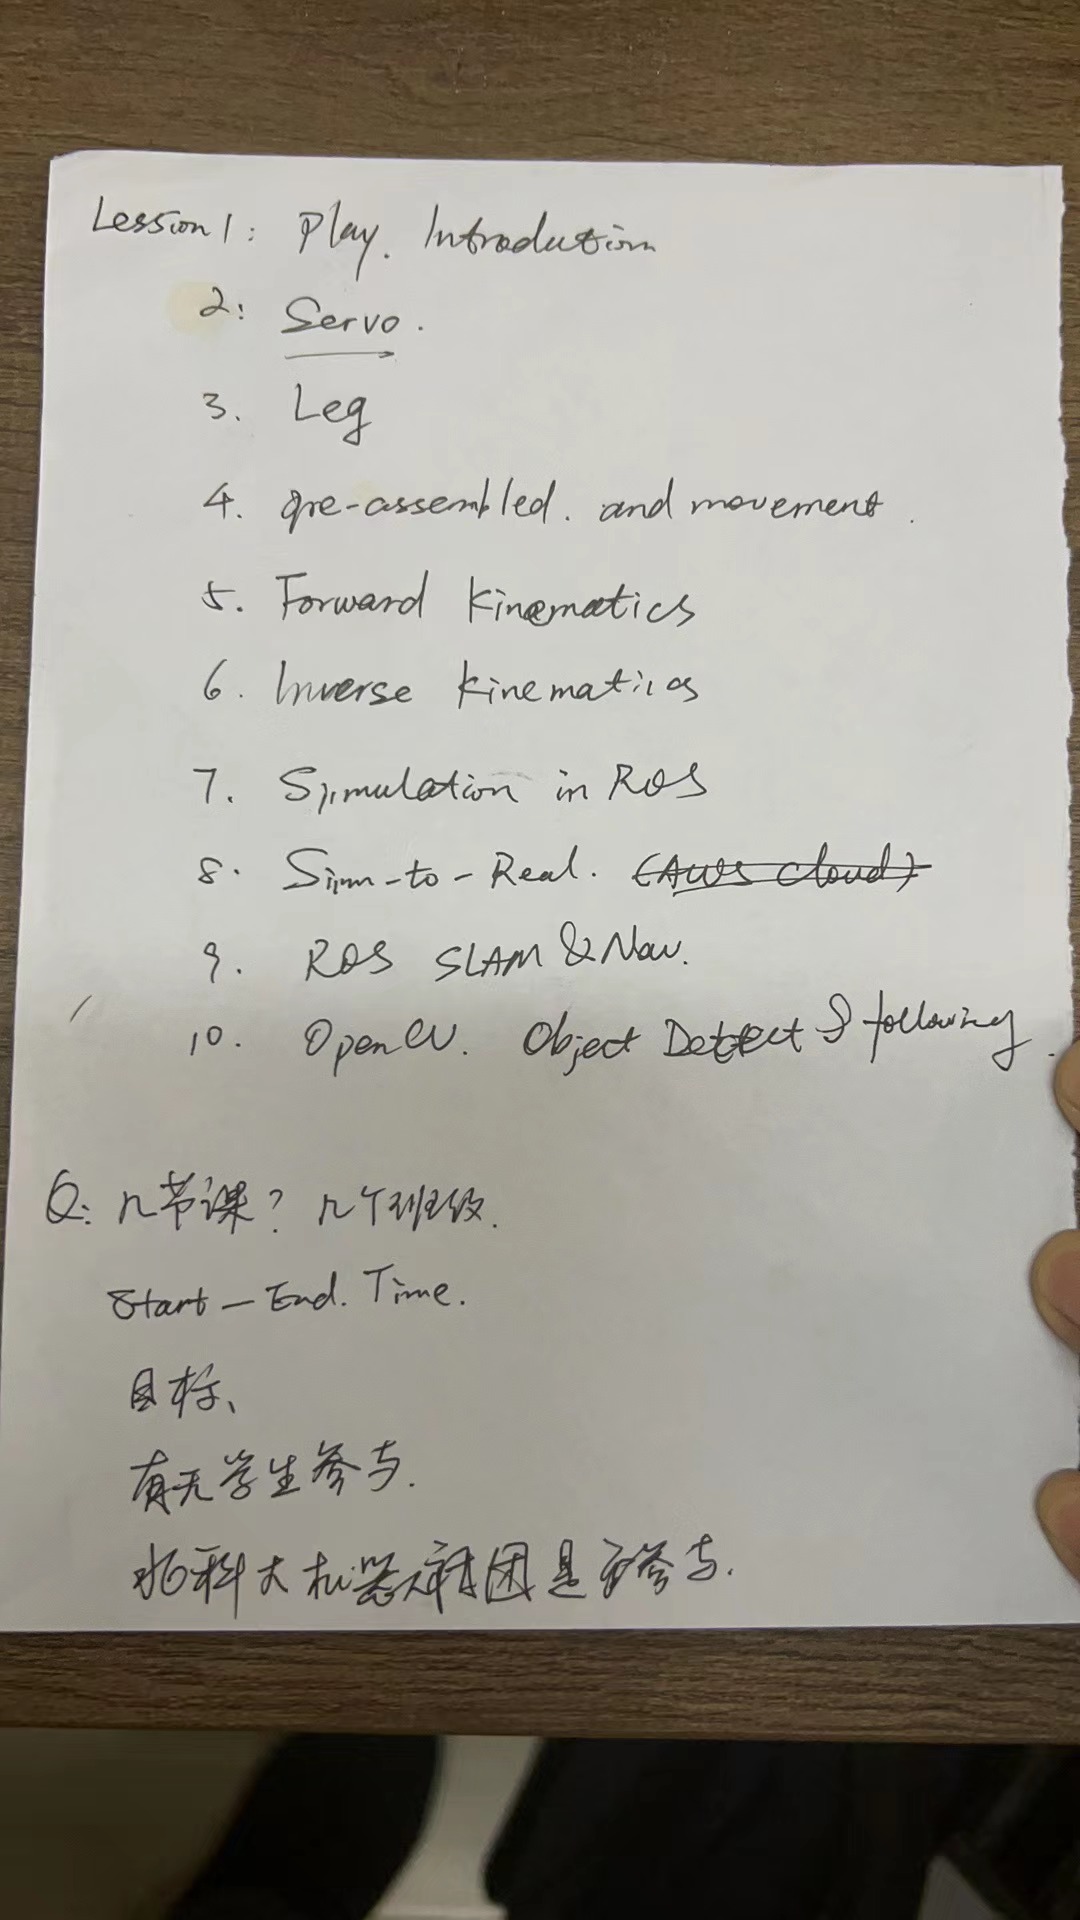 Lession 1: Play. Introdution
2: Servo.
3. Leg
4. pre-assembled. and movement.
5. Forward Kinematics
6. Inverse Kinematics
7. Simulation in ROS
8. Sim-to-Real. (AWS cloud)
9. ROS SLAM & Nav.
10. OpenCV. Object Detect & following.
Q: 几节课? 几个班级.
Start - End. Time.
目标、
有无学生参与.
科大机器人社团是否参与.